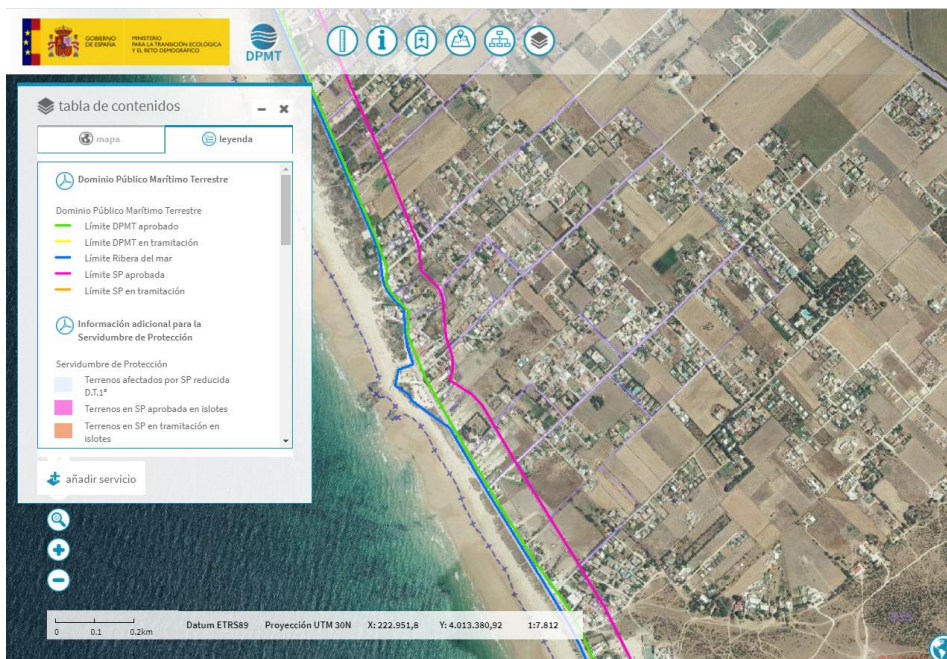 GOBIERNO
DE ESPAÑA
MINISTERIO
PARA LA TRANSICIÓN ECOLÓGICA
Y EL RETO DEMOGRÁFICO
DPMT
tabla de contenidos
mapa
leyenda
Dominio Público Marítimo Terrestre
Dominio Público Marítimo Terrestre
Límite DPMT aprobado
Límite DPMT en tramitación
Límite Ribera del mar
Límite SP aprobada
Límite SP en tramitación
Información adicional para la
Servidumbre de Protección
Servidumbre de Protección
Terrenos afectados por SP reducida
D.T.1ª
Terrenos en SP aprobada en islotes
Terrenos en SP en tramitación en
islotes
añadir servicio
0 0.1 0.2km
Datum ETRS89 Proyección UTM 30N X: 222.951,8 Y: 4.013.380,92 1:7.812